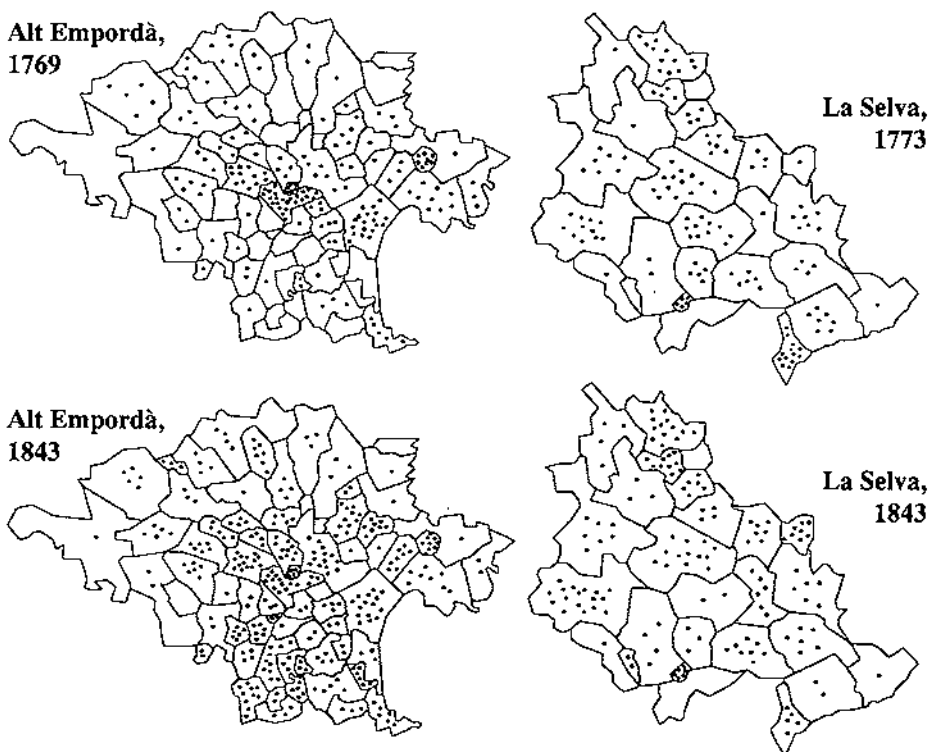 Alt Empordà,
1769
La Selva,
1773
Alt Empordà,
1843
La Selva,
1843